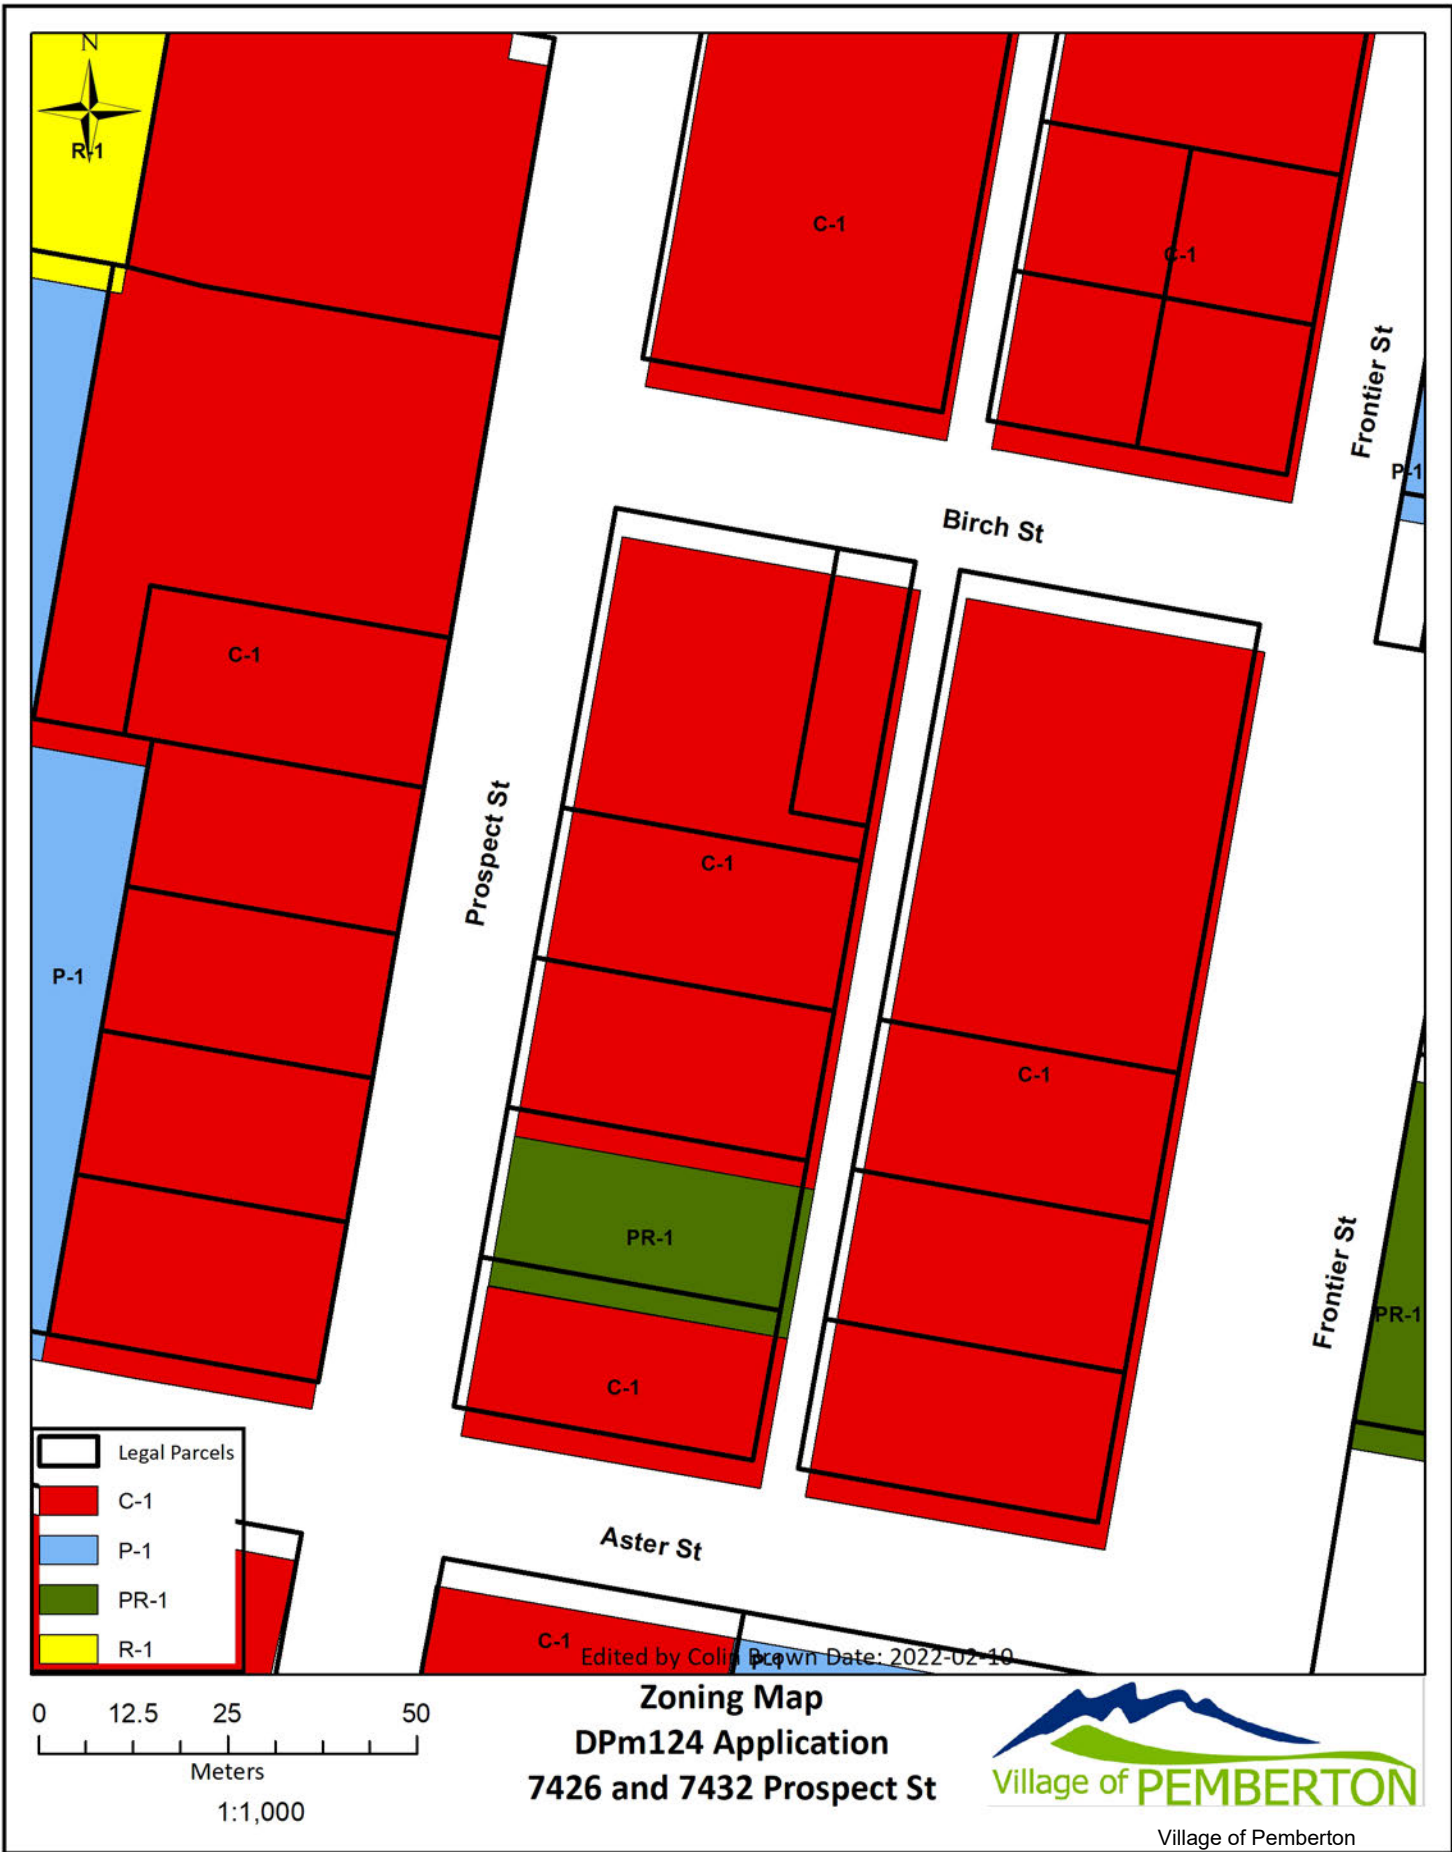 N
R-1
C-1
C-1
Frontier St
P-1
Birch St
C-1
Prospect St
C-1
P-1
C-1
PR-1
Frontier St
PR-1
C-1
Legal Parcels
C-1
P-1
PR-1
R-1
Aster St
C-1
P-1
Edited by Colin Brown Date: 2022-02-10
0 12.5 25 50
Meters
1:1,000
Zoning Map
DPm124 Application
7426 and 7432 Prospect St
Village of PEMBERTON
Village of Pemberton